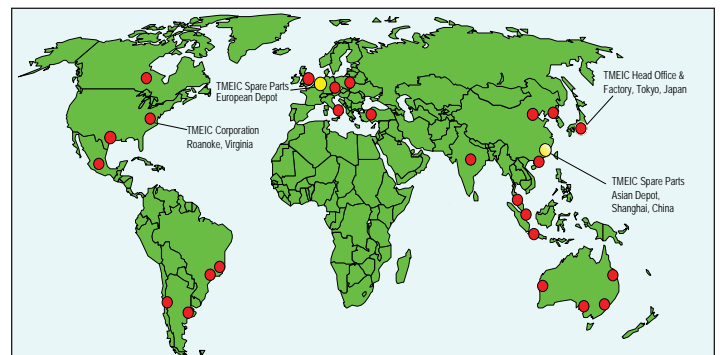 TMEIC Spare Parts
European Depot
TMEIC Corporation
Roanoke, Virginia
TMEIC Head Office &
Factory, Tokyo, Japan
TMEIC Spare Parts
Asian Depot,
Shanghai, China